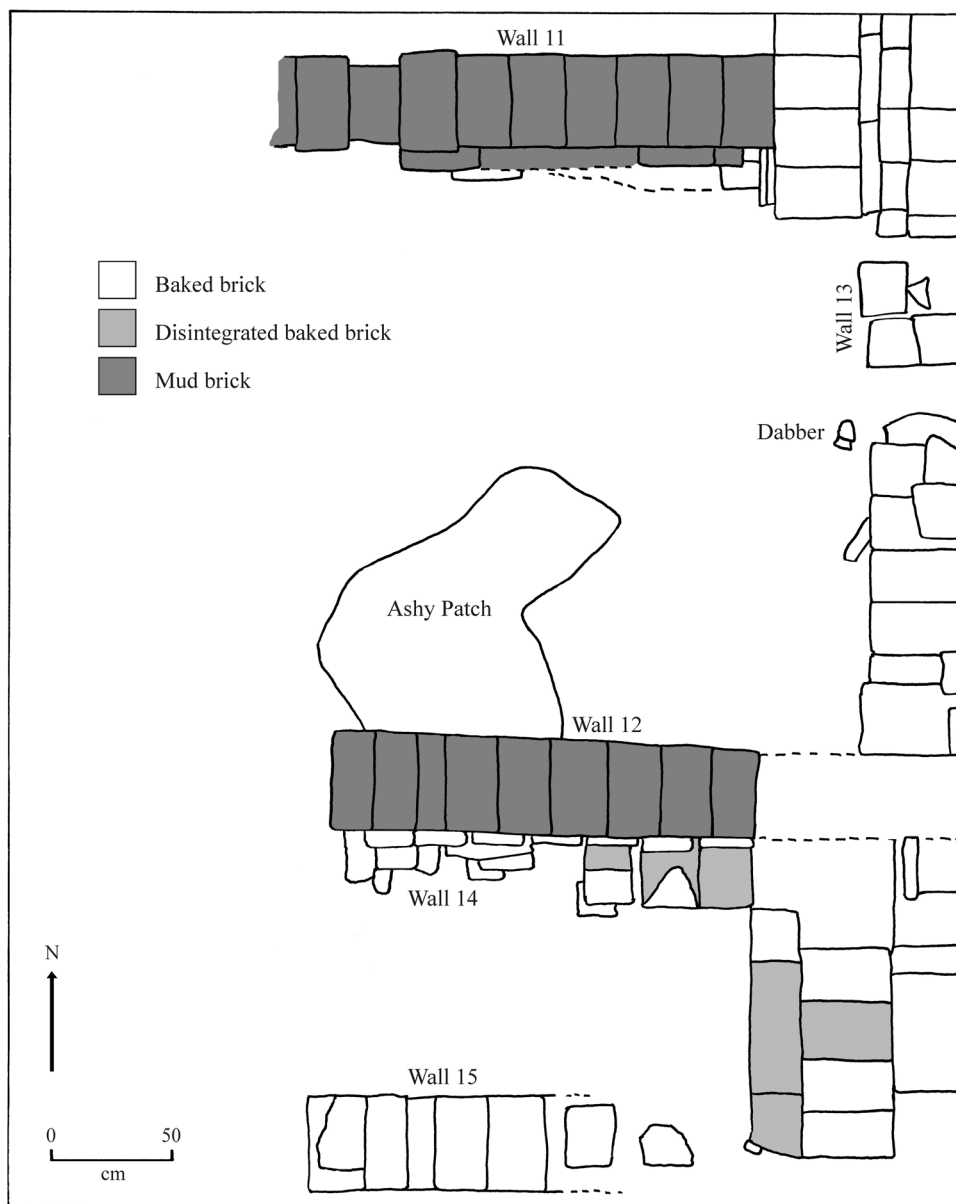 Wall 11
Baked brick
Disintegrated baked brick
Mud brick
Wall 13
Dabber
Ashy Patch
Wall 12
Wall 14
N
Wall 15
0 50
cm